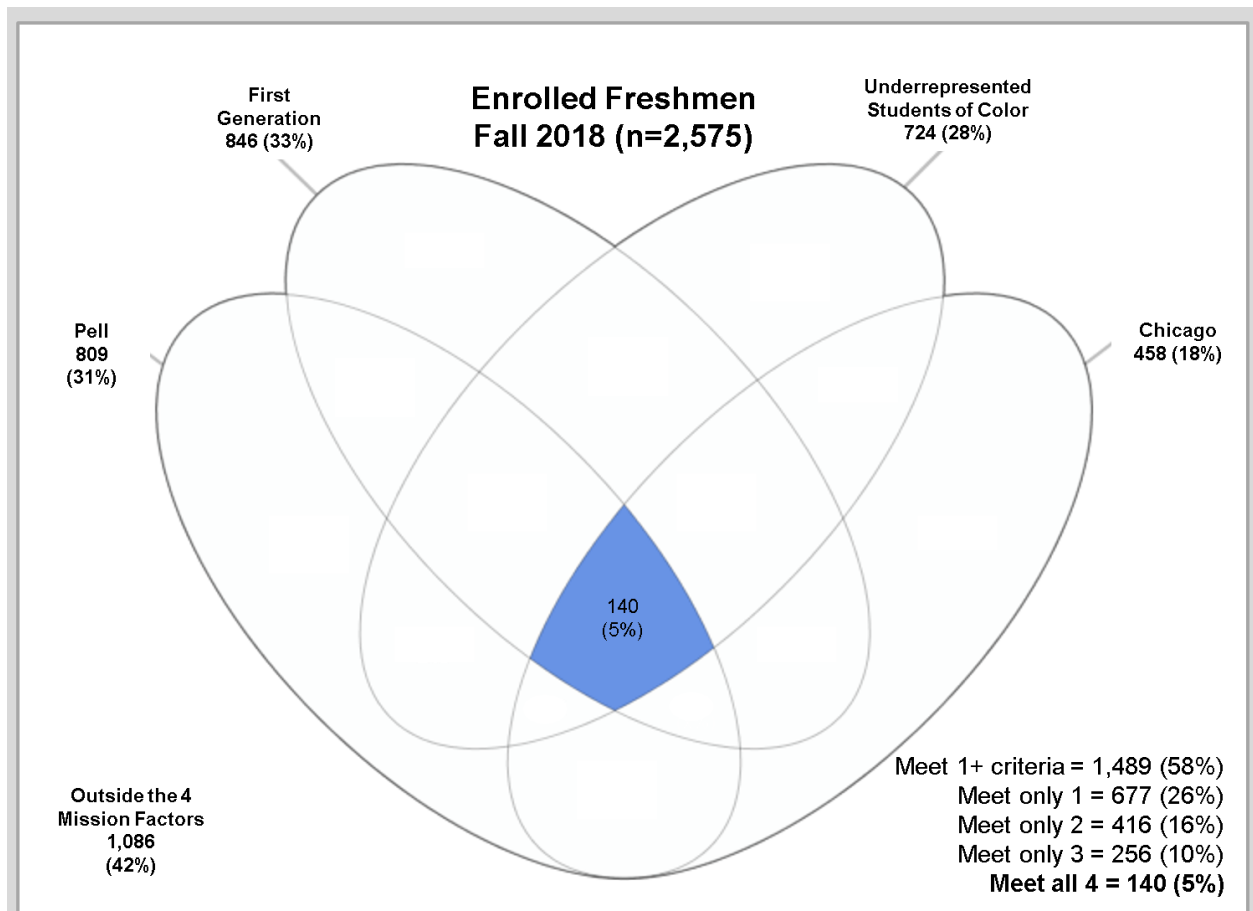 Enrolled Freshmen
Fall 2018 (n=2,575)
First
Generation
846 (33%)
Underrepresented
Students of Color
724 (28%)
Pell
809
(31%)
Chicago
458 (18%)
140
(5%)
Outside the 4
Mission Factors
1,086
(42%)
Meet 1+ criteria = 1,489 (58%)
Meet only 1 = 677 (26%)
Meet only 2 = 416 (16%)
Meet only 3 = 256 (10%)
Meet all 4 = 140 (5%)